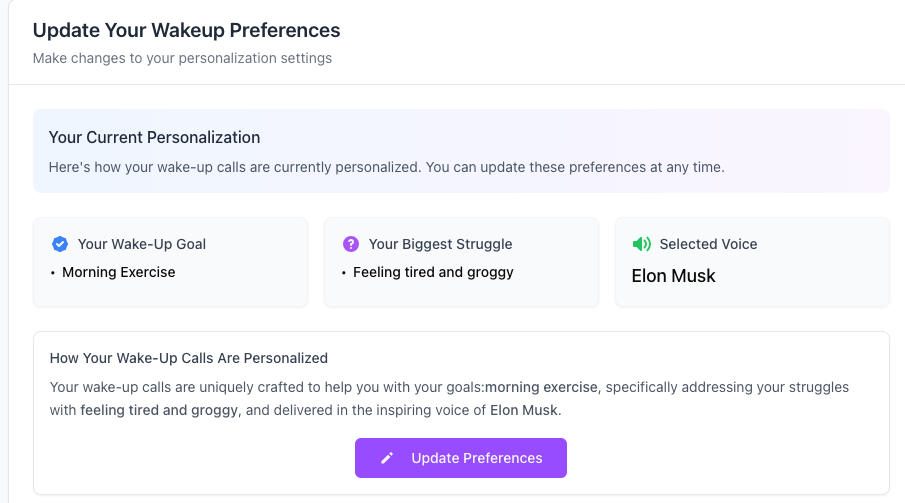 Update Your Wakeup Preferences
Make changes to your personalization settings
Your Current Personalization
Here's how your wake-up calls are currently personalized. You can update these preferences at any time.
Your Wake-Up Goal
• Morning Exercise
Your Biggest Struggle
• Feeling tired and groggy
Selected Voice
Elon Musk
How Your Wake-Up Calls Are Personalized
Your wake-up calls are uniquely crafted to help you with your goals:morning exercise, specifically addressing your struggles
with feeling tired and groggy, and delivered in the inspiring voice of Elon Musk.
Update Preferences